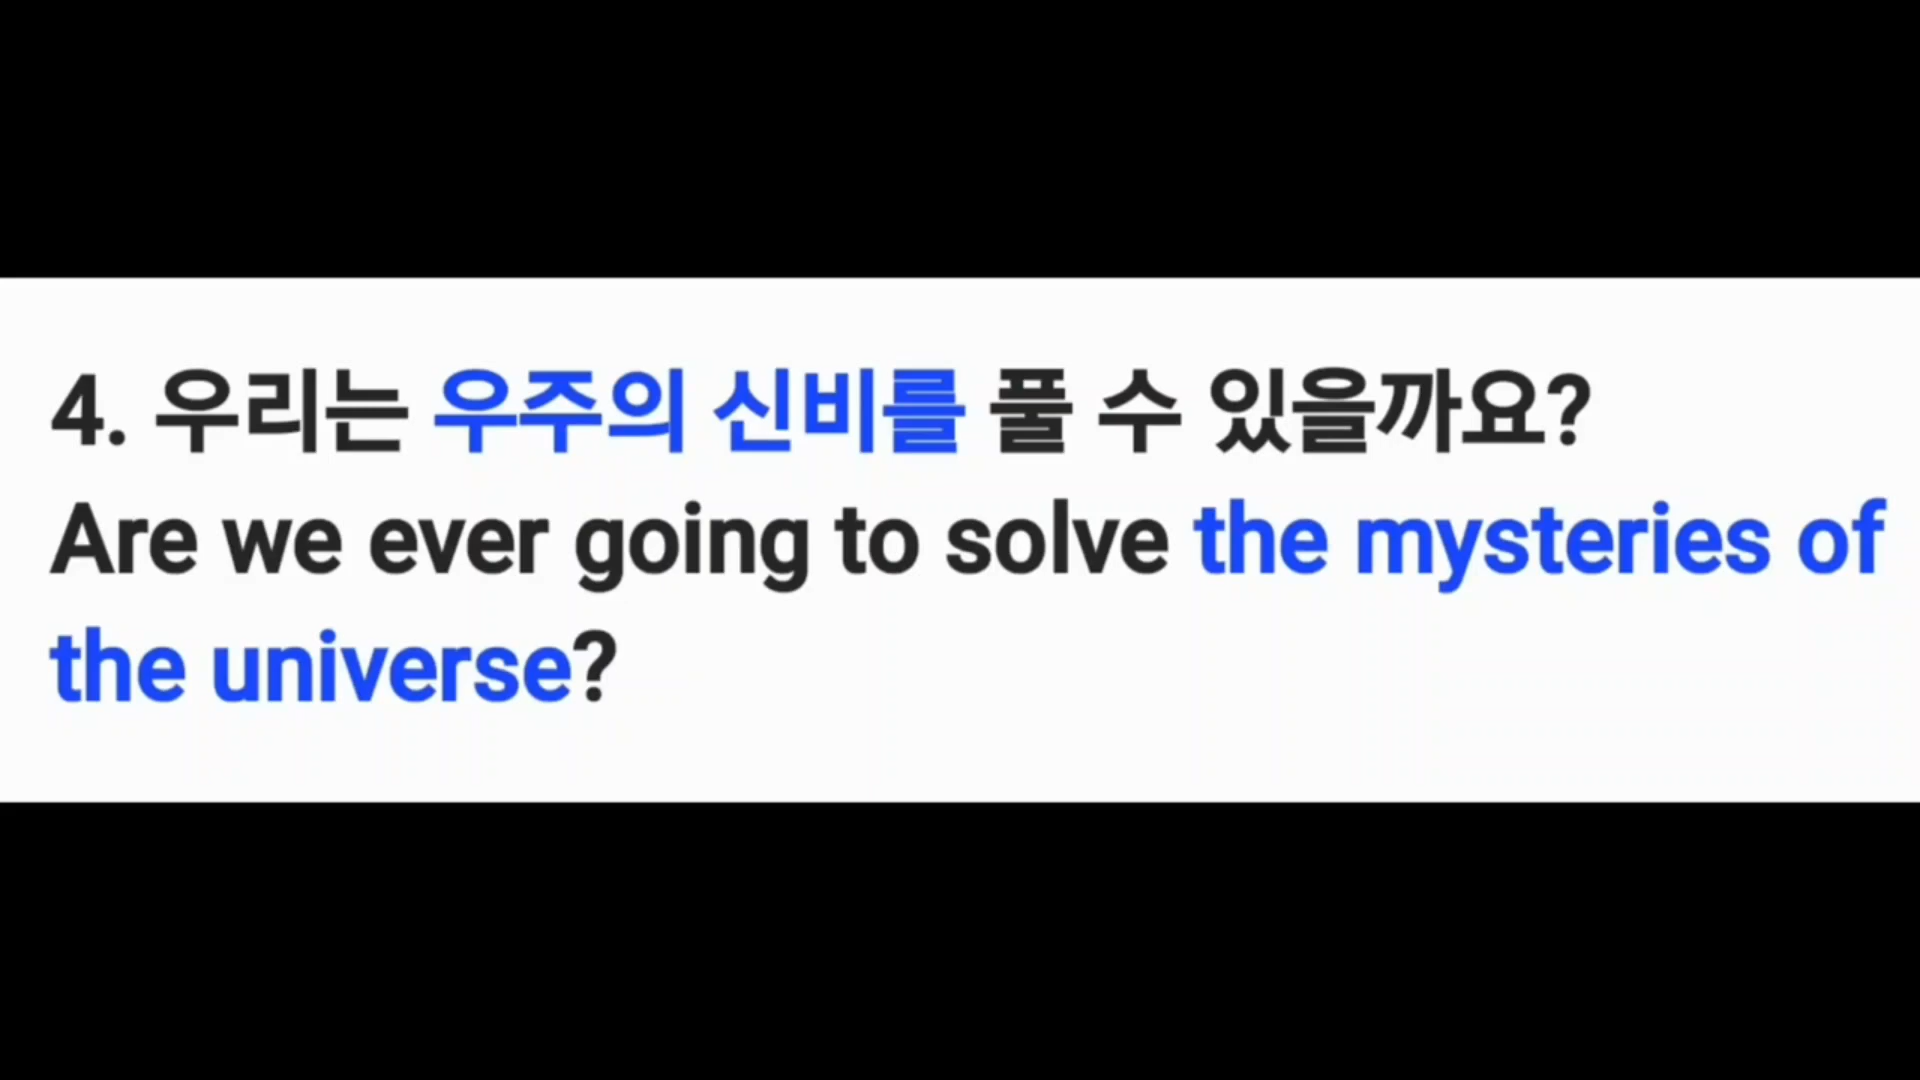 4. 우리는 우주의 신비를 풀 수 있을까요?
Are we ever going to solve the mysteries of
the universe?